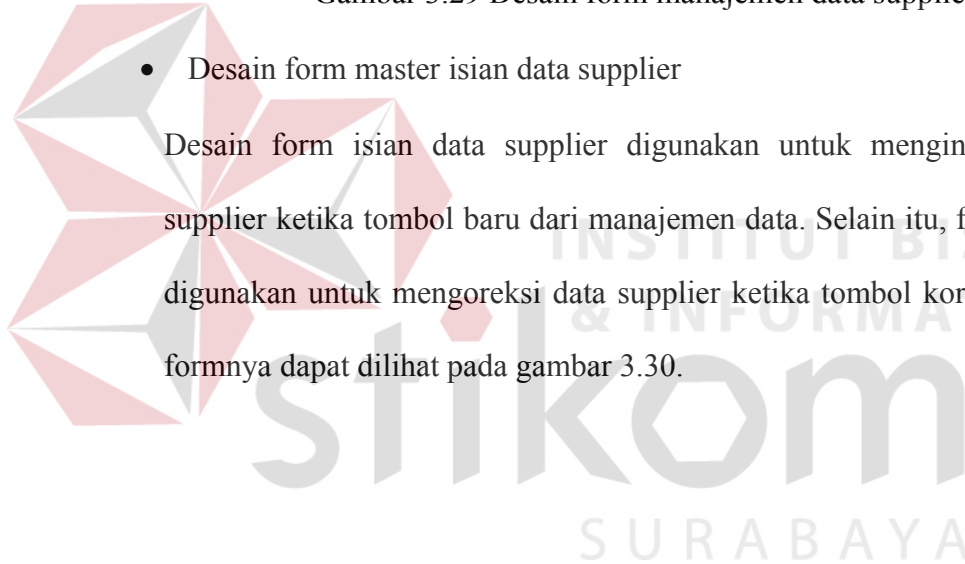 Gambar 3.29 Desain form manajemen data supplie
• Desain form master isian data supplier
Desain form isian data supplier digunakan untuk mengin
supplier ketika tombol baru dari manajemen data. Selain itu, f
digunakan untuk mengoreksi data supplier ketika tombol kor
formnya dapat dilihat pada gambar 3.30.
INSTITUT BI
& INFORMA
stikom
SURABAYA